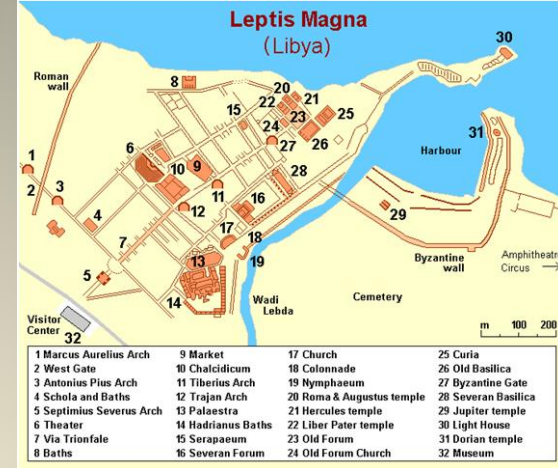 Leptis Magna
(Libya)
30
Roman
wall
8
20
21
22
15
23
25
24
31
6
27
26
Harbour
1
10
9
28
2
3
11
12
16
4
29
7
17
18
13
19
Byzantine
wall
Amphitheatre
Circus
5
14
Wadi
Lebda
Cemetery
Visitor
Center
32
m 100 200
1 Marcus Aurelius Arch
2 West Gate
3 Antonius Pius Arch
4 Schola and Baths
5 Septimius Severus Arch
6 Theater
7 Via Trionfale
8 Baths
9 Market
10 Chalcidicum
11 Tiberius Arch
12 Trajan Arch
13 Palaestra
14 Hadrianus Baths
15 Serapaeum
16 Severan Forum
17 Church
18 Colonnade
19 Nymphaeum
20 Roma & Augustus temple
21 Hercules temple
22 Liber Pater temple
23 Old Forum
24 Old Forum Church
25 Curia
26 Old Basilica
27 Byzantine Gate
28 Severan Basilica
29 Jupiter temple
30 Light House
31 Dorian temple
32 Museum